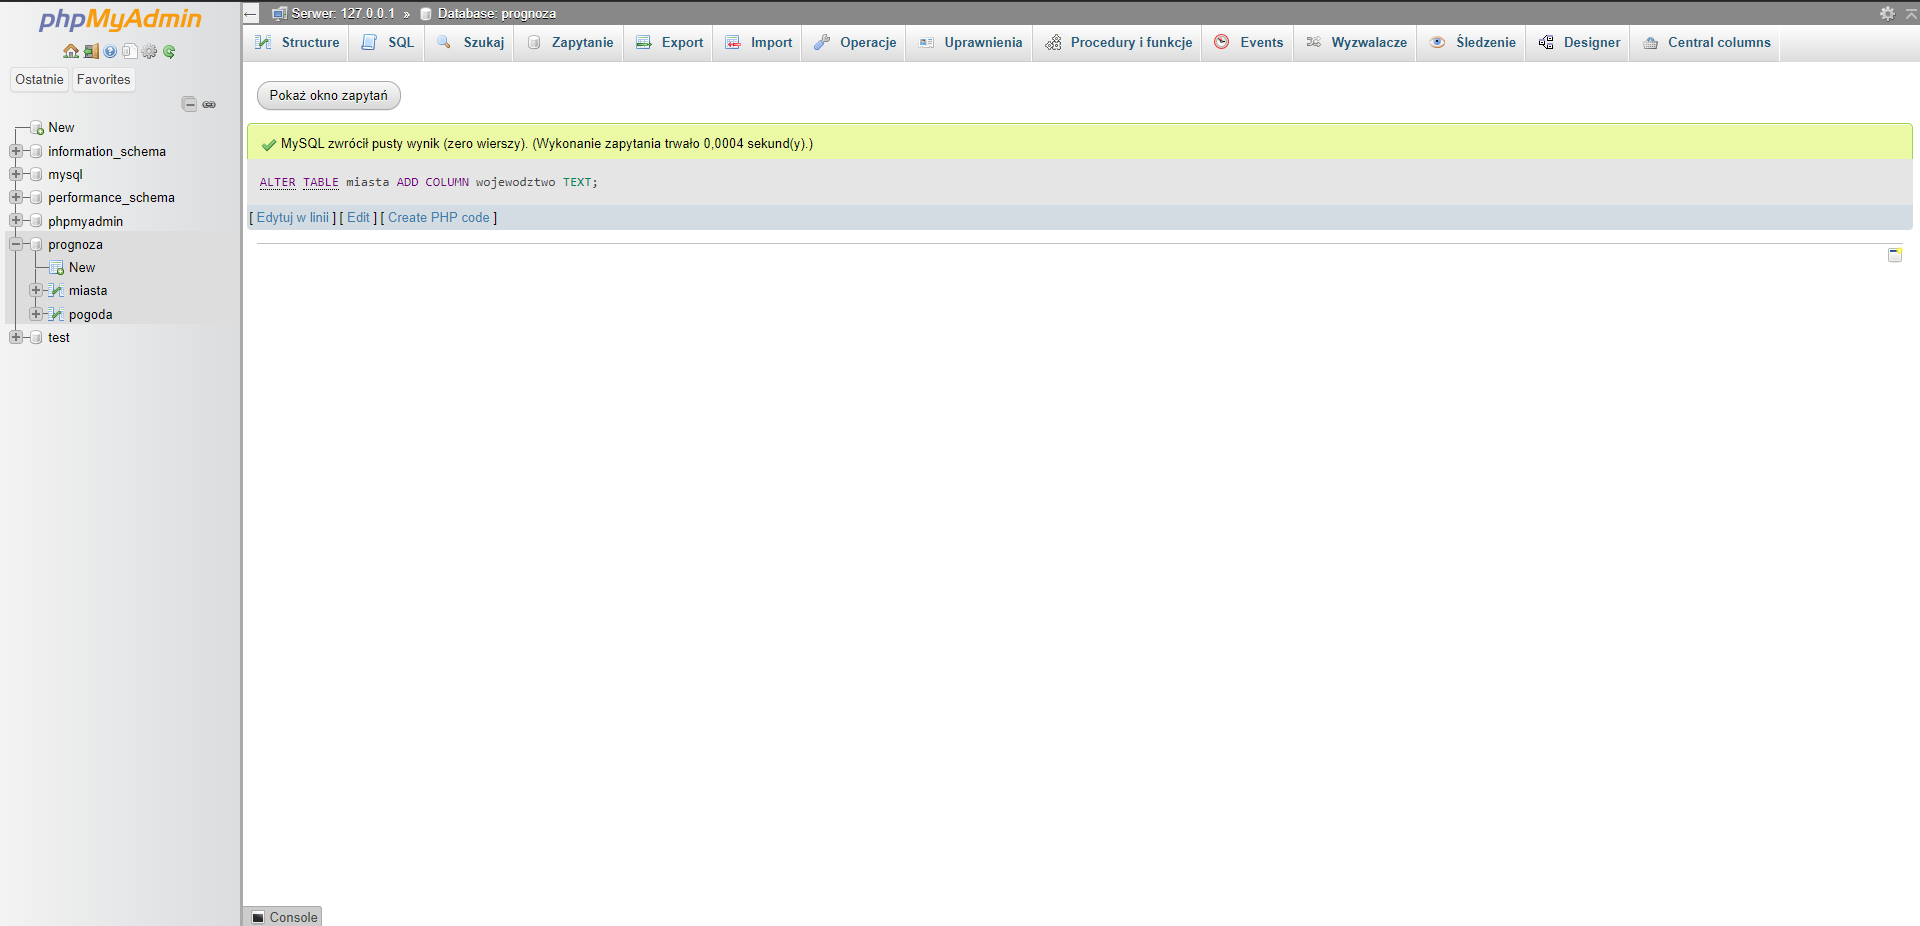 phpMyAdmin
Ostatnie Favorites
New
information_schema
mysql
performance_schema
phpmyadmin
prognoza
New
miasta
pogoda
test
Serwer: 127.0.0.1 » Database: prognoza
Structure SQL Szukaj Zapytanie Export Import Operacje Uprawnienia Procedury i funkcje Events Wyzwalacze Śledzenie Designer Central columns
Pokaż okno zapytań
MySQL zwrócił pusty wynik (zero wierszy). (Wykonanie zapytania trwało 0,0004 sekund(y).)
ALTER TABLE miasta ADD COLUMN wojewodztwo TEXT;
[ Edytuj w linii ] [ Edit ] [ Create PHP code ]
Console